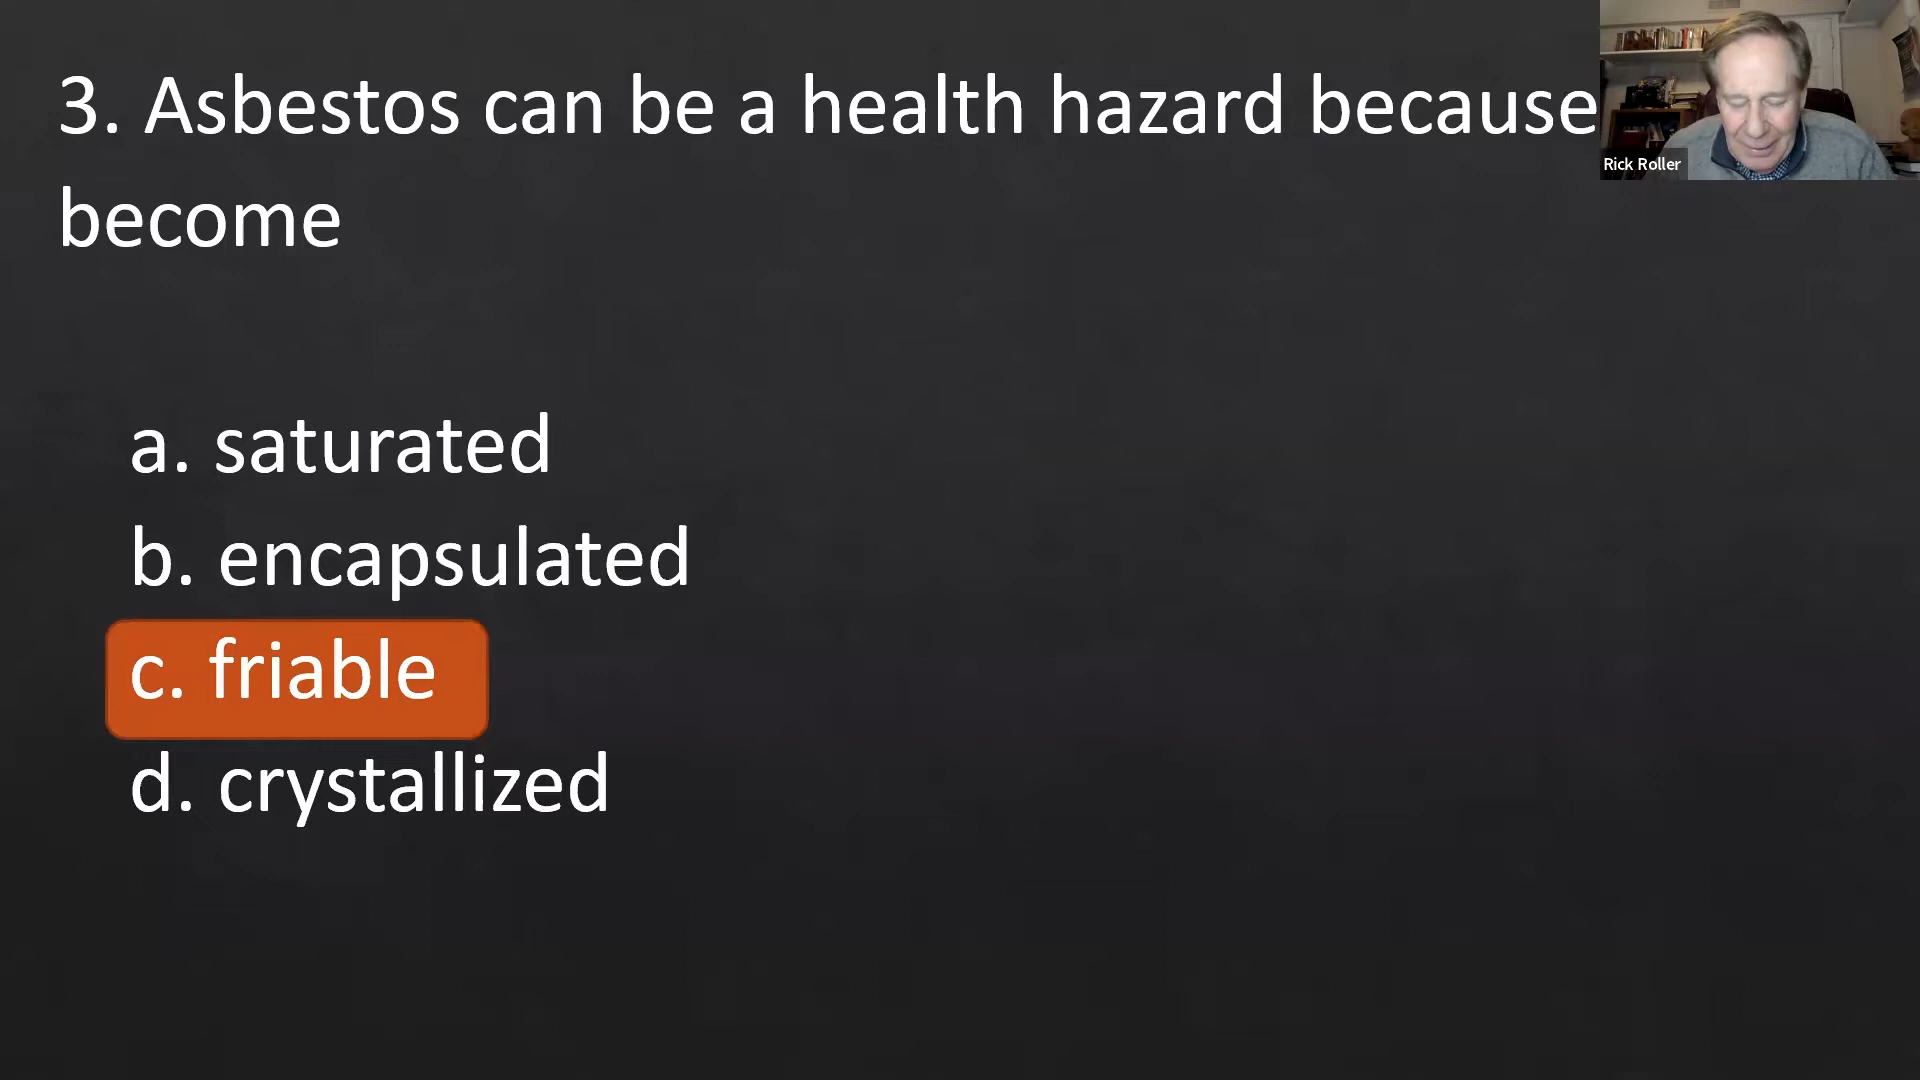 3. Asbestos can be a health hazard because
Rick Roller
become
a. saturated
b. encapsulated
c. friable
d. crystallized